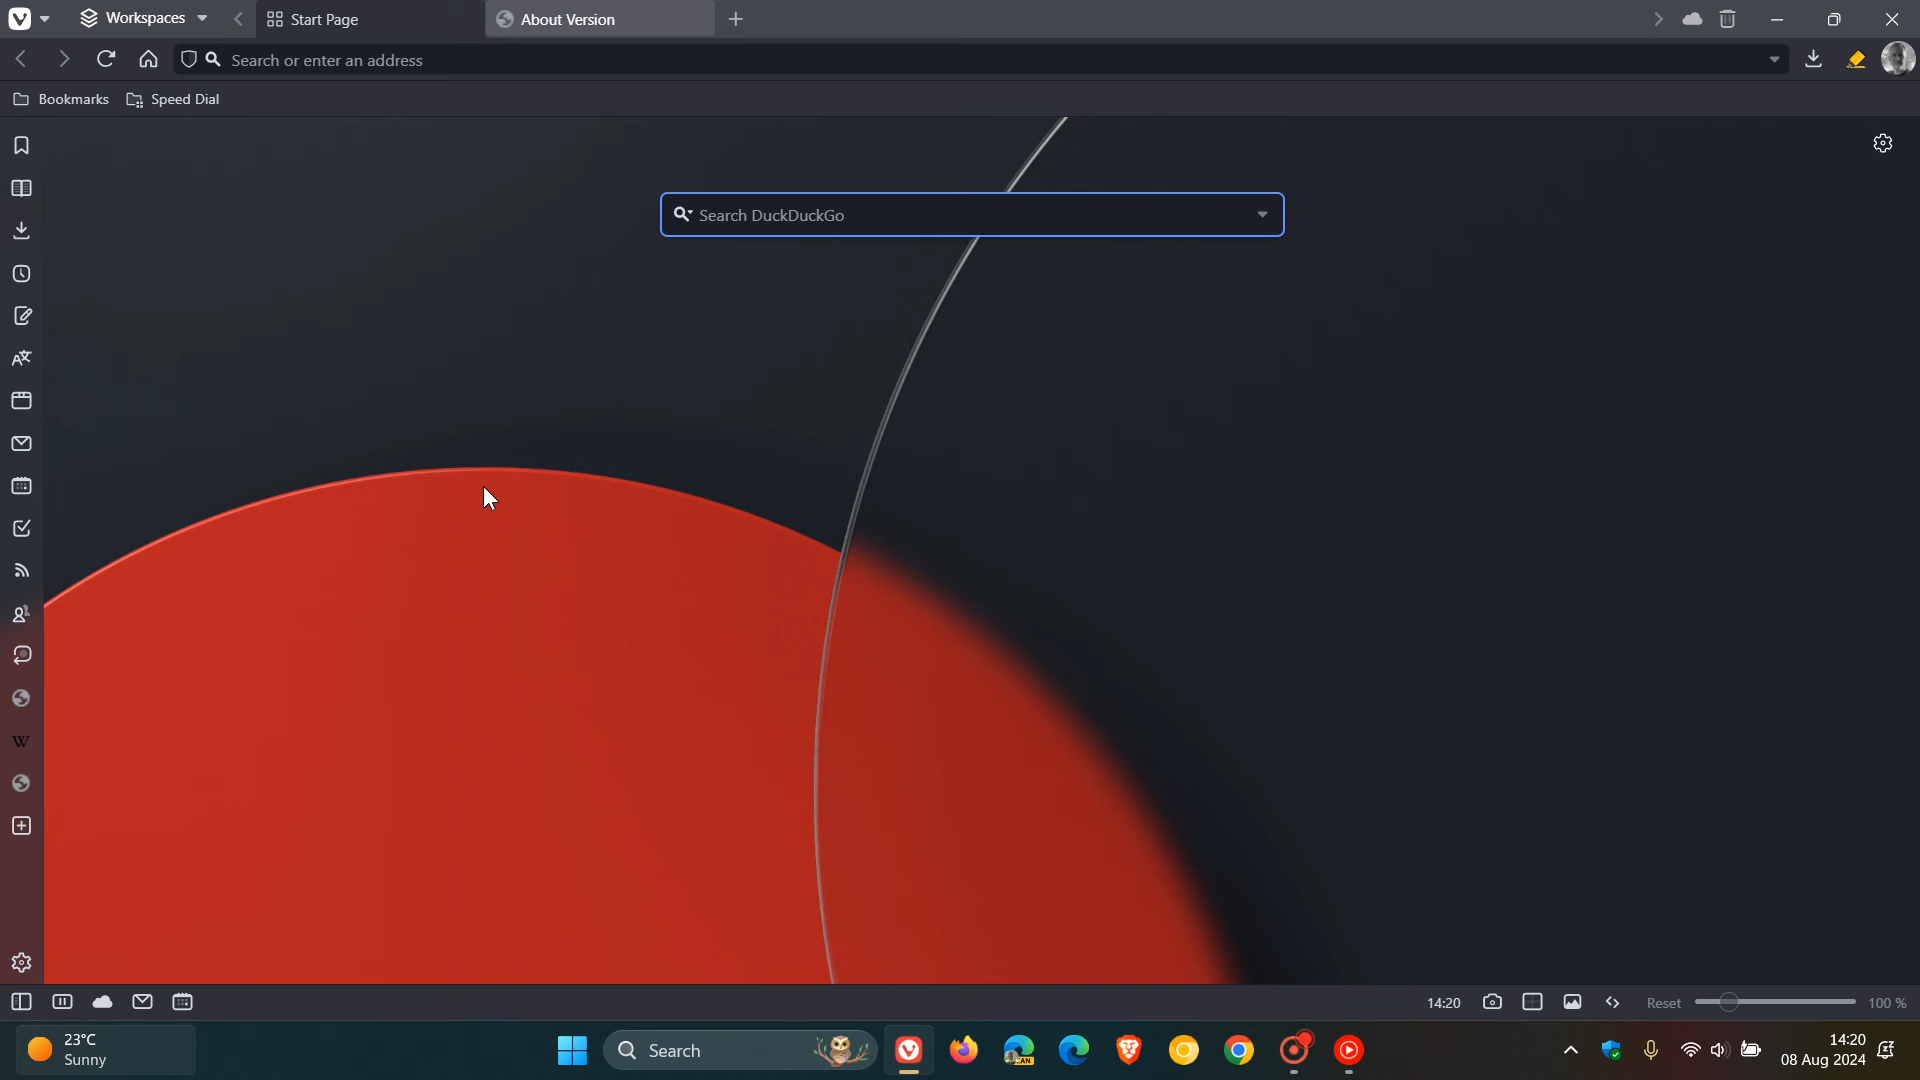 Workspaces
Start Page
About Version
Search or enter an address
Bookmarks
Speed Dial
Search DuckDuckGo
W
14:20
Reset
100 %
23°C
Sunny
Search
CAN
14:20
08 Aug 2024